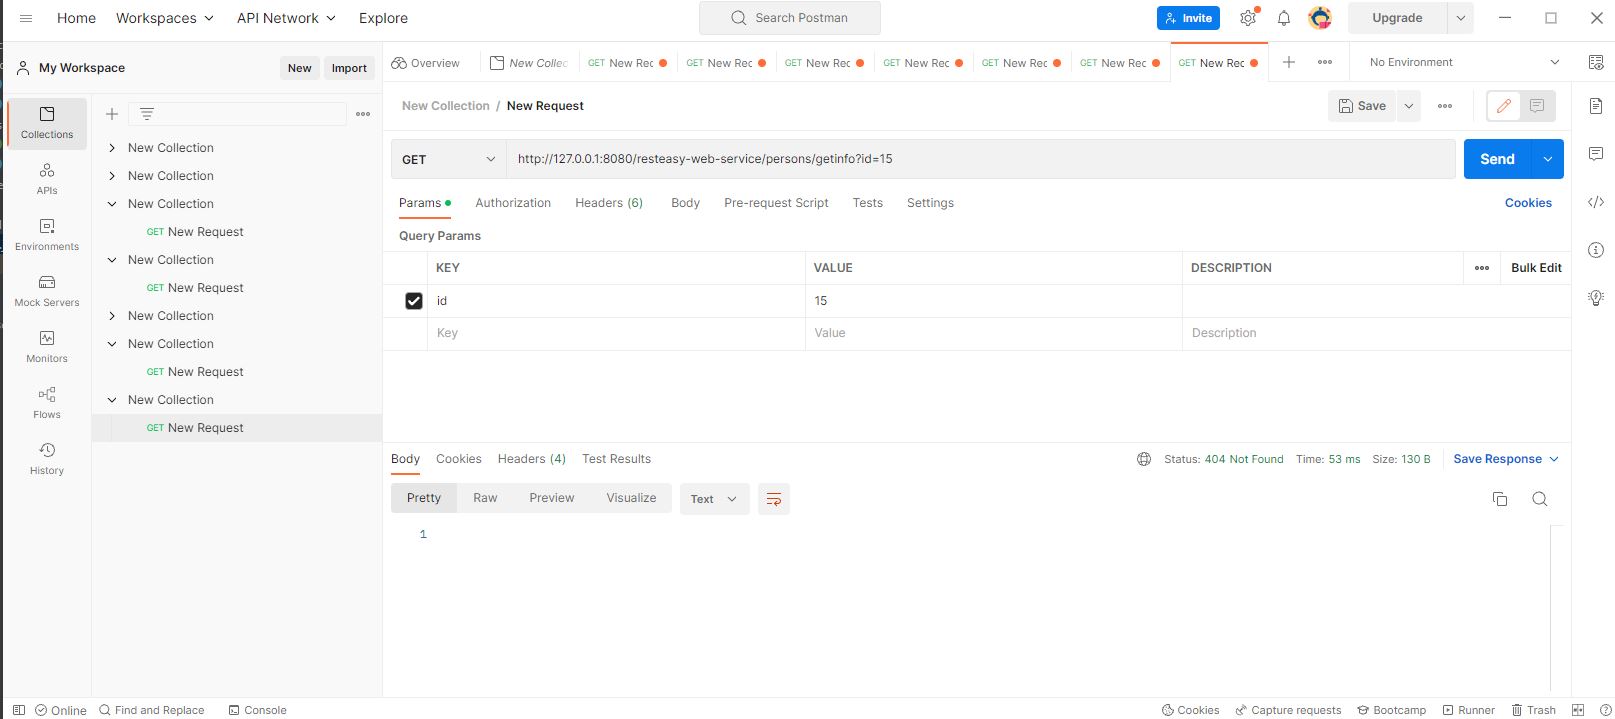 Home
Workspaces
API Network
Explore
Search Postman
Invite
Upgrade
My Workspace
New
Import
Overview
New Collec
GET New Rec
GET New Rec
GET New Rec
GET New Rec
GET New Rec
GET New Rec
GET New Rec
No Environment
Collections
APIs
Environments
Mock Servers
Monitors
Flows
History
New Collection
New Collection
New Collection
GET New Request
New Collection
GET New Request
New Collection
New Collection
GET New Request
New Collection
GET New Request
New Collection / New Request
Save
GET
http://127.0.0.1:8080/resteasy-web-service/persons/getinfo?id=15
Send
Params
Authorization
Headers (6)
Body
Pre-request Script
Tests
Settings
Cookies
Query Params
KEY
VALUE
DESCRIPTION
Bulk Edit
id
15
Key
Value
Description
Body
Cookies
Headers (4)
Test Results
Status: 404 Not Found
Time: 53 ms
Size: 130 B
Save Response
Pretty
Raw
Preview
Visualize
Text
1
Online
Find and Replace
Console
Cookies
Capture requests
Bootcamp
Runner
Trash